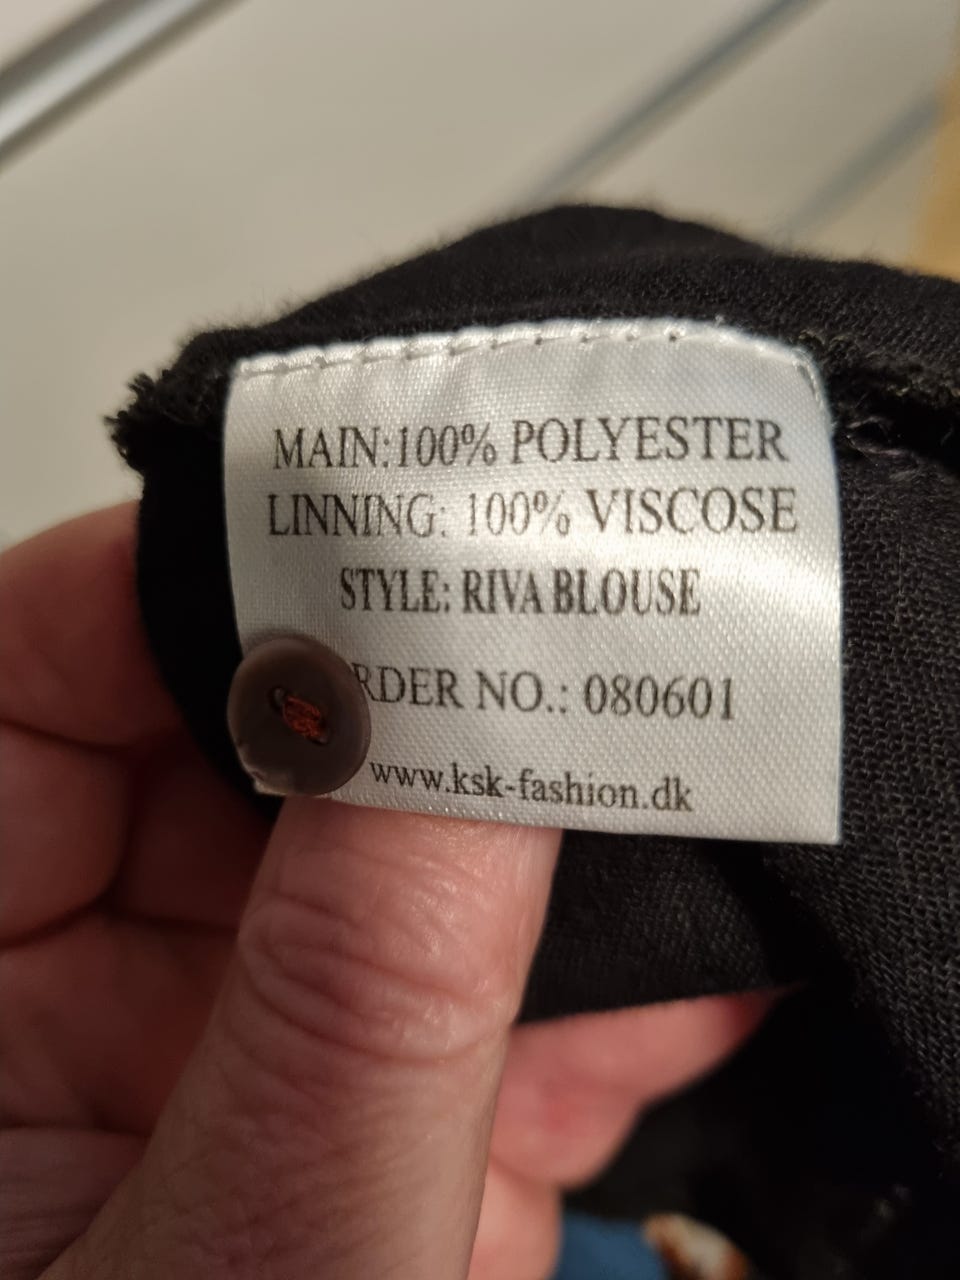 MAIN:100% POLYESTER
LINNING: 100% VISCOSE
STYLE: RIVA BLOUSE
RDER NO.: 080601
www.ksk-fashion.dk